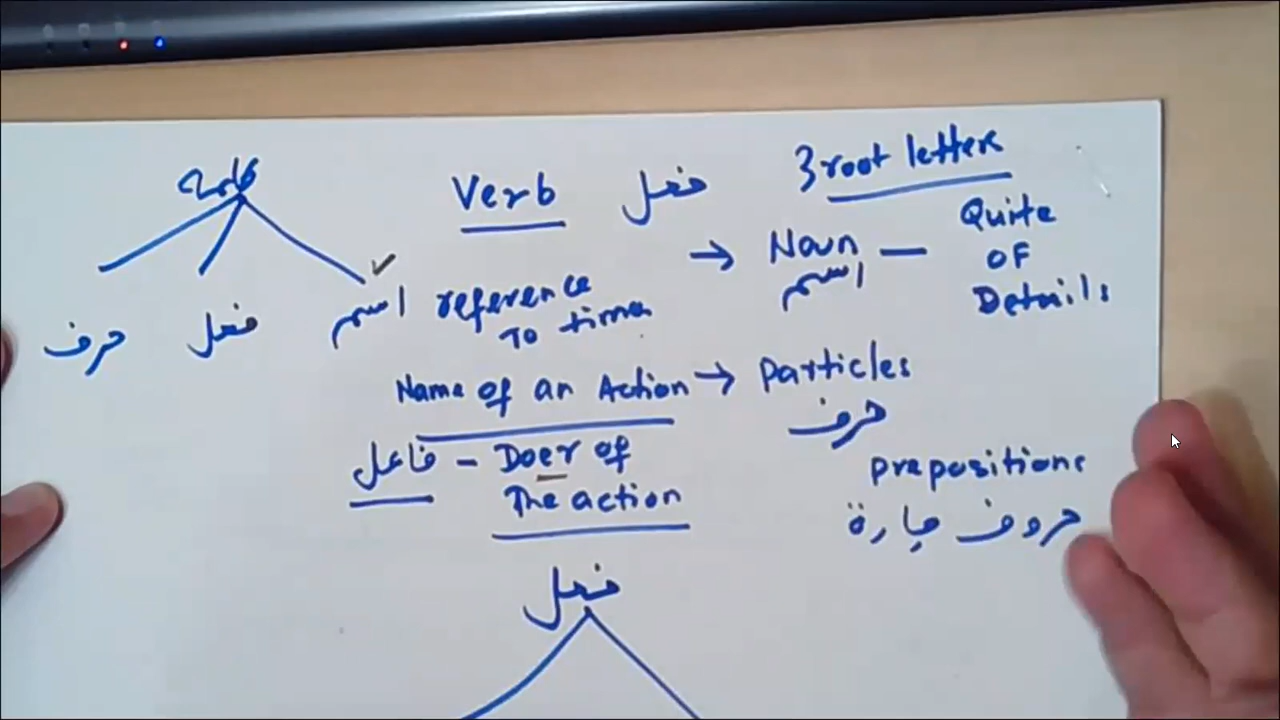 كلمة
حرف فعل اسم
Verb فعل
3 root letters
reference
To time
→ Noun — Quite
اسم OF
Details
Name of an Action → Particles
حرف
فاعل - Doer of
The action
prepositions
حروف جارة
فعل